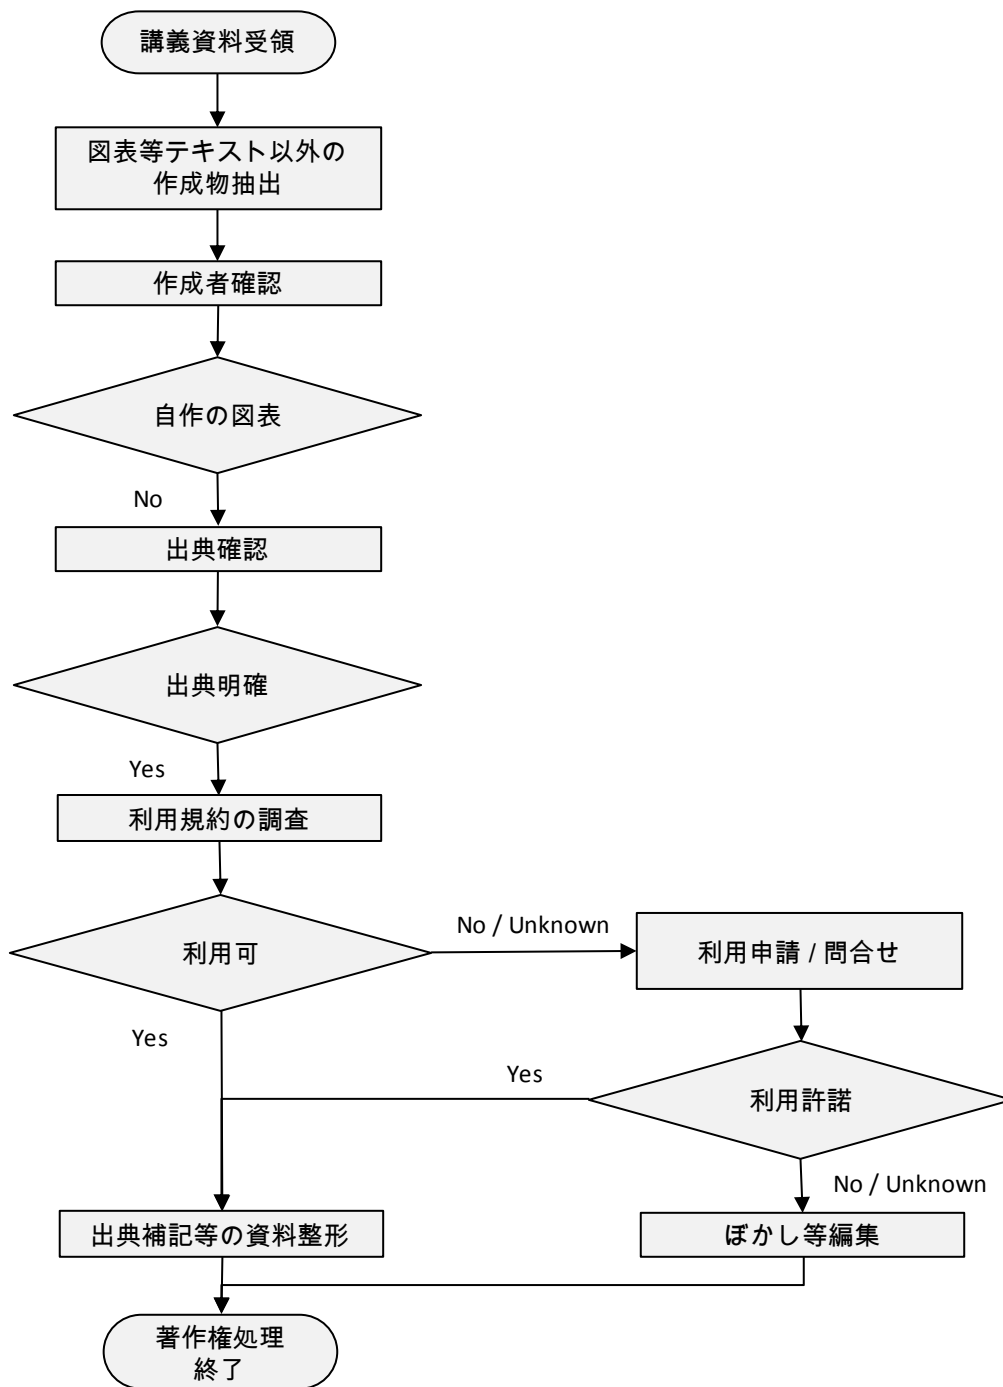 講義資料受領
図表等テキスト以外の
作成物抽出
作成者確認
自作の図表
No
出典確認
出典明確
Yes
利用規約の調査
利用可
No / Unknown
利用申請 / 問合せ
Yes
Yes
利用許諾
No / Unknown
出典補記等の資料整形
ぼかし等編集
著作権処理
終了